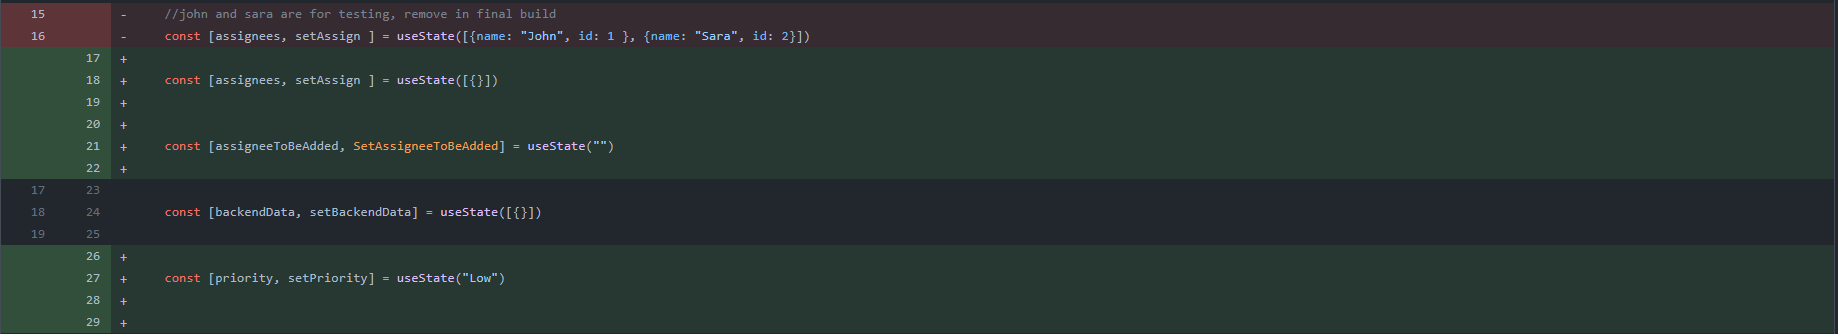 15 - //john and sara are for testing, remove in final build
16 - const [assignees, setAssign ] = useState([{name: "John", id: 1 }, {name: "Sara", id: 2}])
17 +
18 + const [assignees, setAssign ] = useState([{}])
19 +
20 +
21 + const [assigneeToBeAdded, SetAssigneeToBeAdded] = useState("")
22 +
17 23
18 24 const [backendData, setBackendData] = useState([{}])
19 25
26 +
27 + const [priority, setPriority] = useState("Low")
28 +
29 +